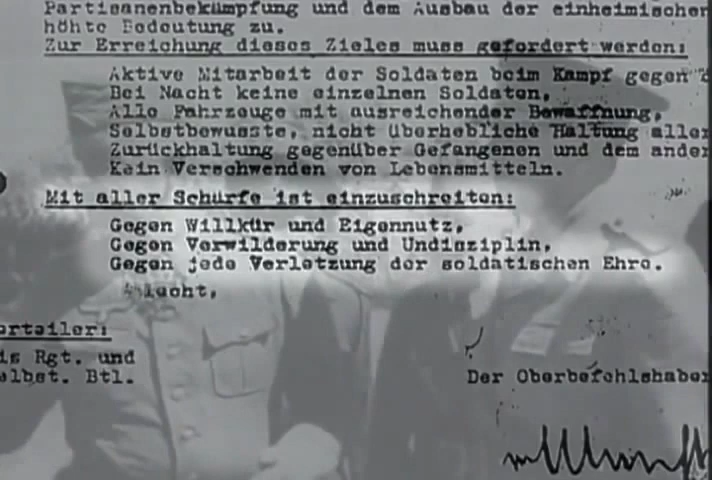 Partisanenbekämpfung und dem Ausbau der einheimischen
höhte Bedeutung zu.
Zur Erreichung dieses Zieles muss gefordert werden:
Aktive Mitarbeit der Soldaten beim Kampf gegen
Bei Nacht keine einzelnen Soldaten,
Alle Fahrzeuge mit ausreichender Bewaffnung,
Selbstbewusste, nicht überhebliche Haltung aller
Zurückhaltung gegenüber Gefangenen und dem ander
Kein Verschwenden von Lebensmitteln.
Mit aller Schärfe ist einzuschreiten:
Gegen Willkür und Eigennutz,
Gegen Verwilderung und Undisziplin,
Gegen jede Verletzung der soldatischen Ehre.
erteiler:
is Rgt. und
elbst. Btl.
Der Oberbefehlshaber